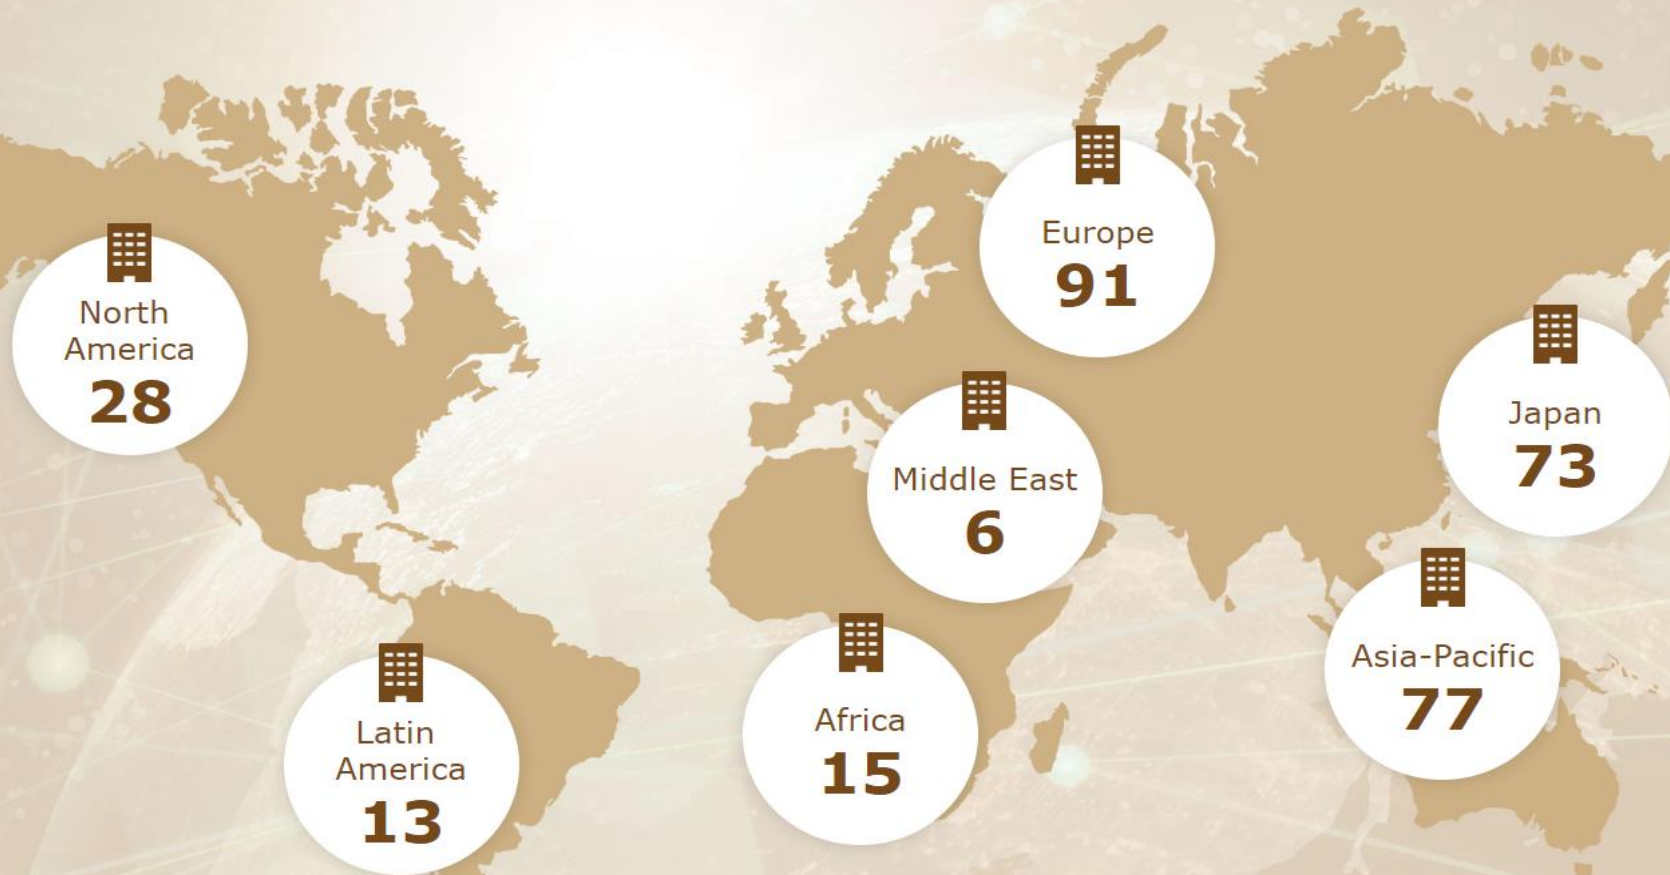 Europe
91
North
America
28
Japan
73
Middle East
6
Asia-Pacific
77
Africa
15
Latin
America
13